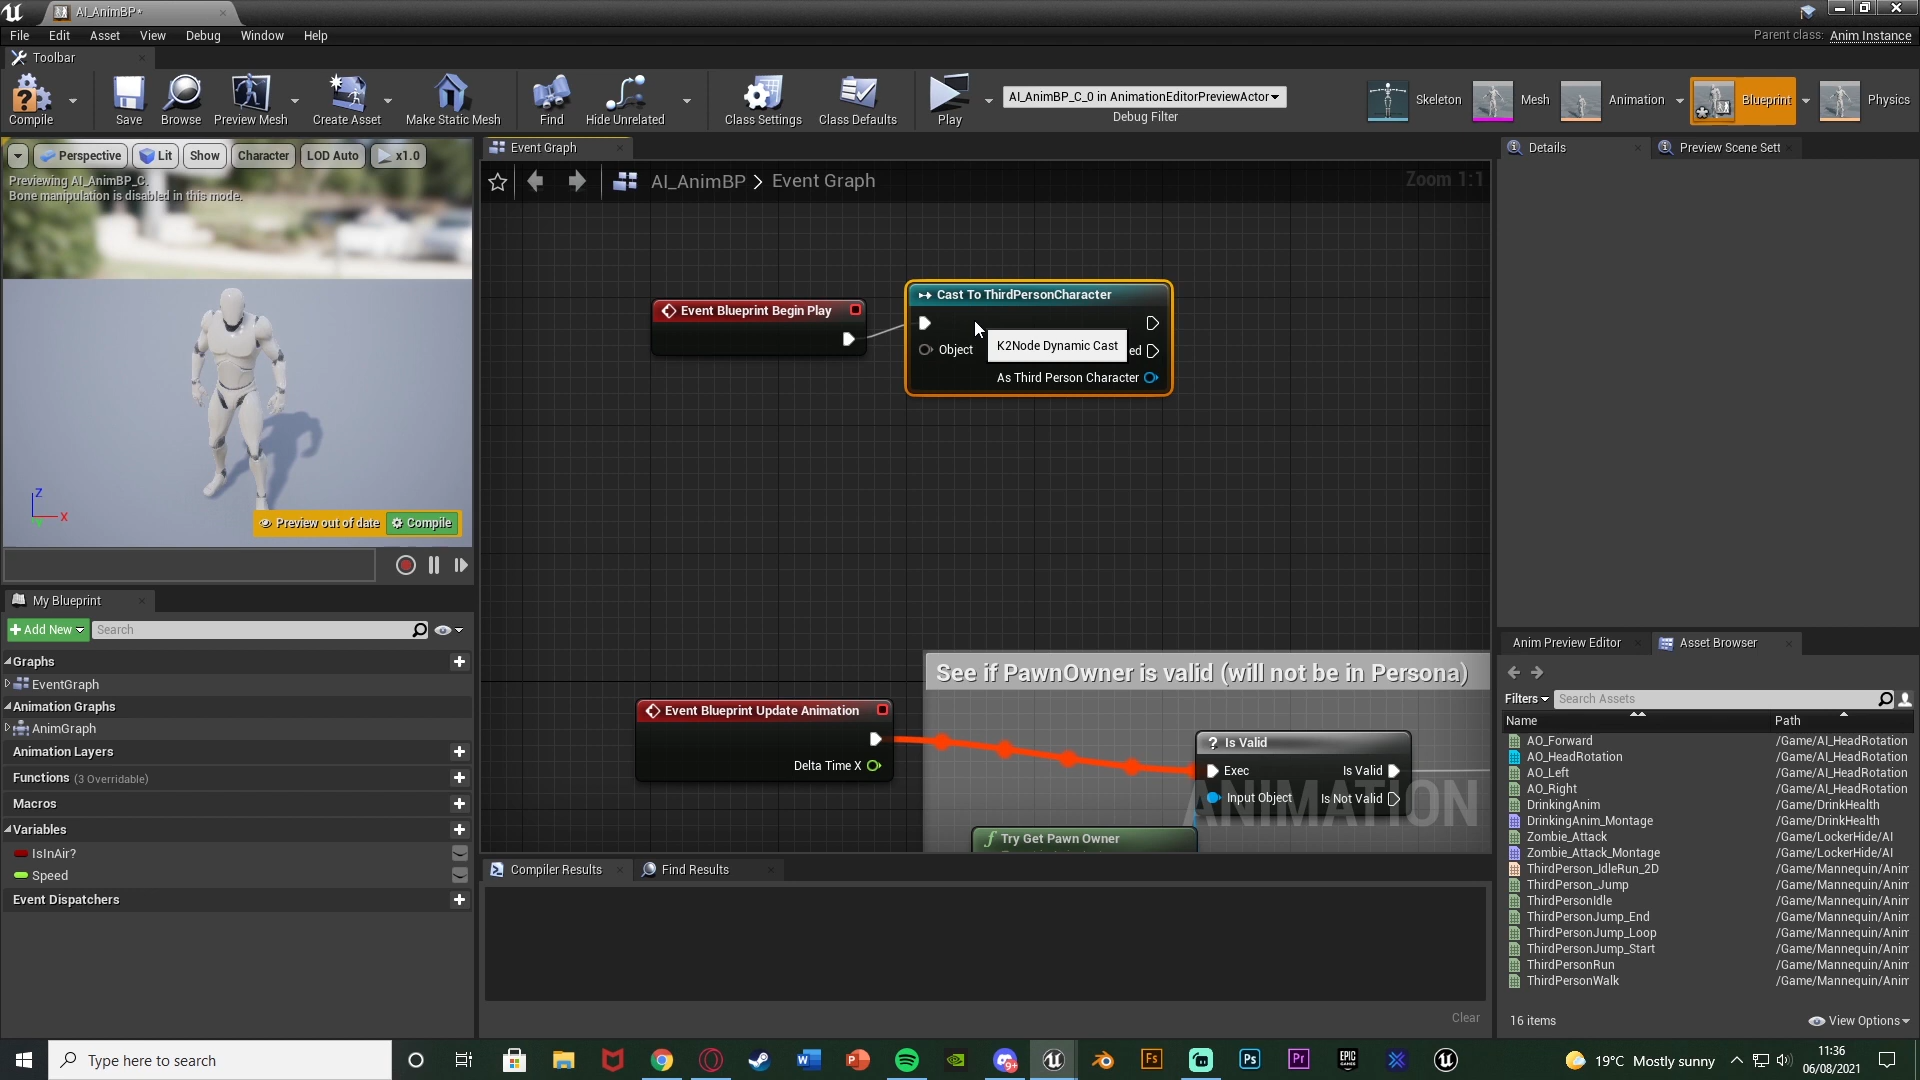 AI_AnimBP*
File Edit Asset View Debug Window Help
Parent class: Anim Instance
Toolbar
Compile Save Browse Preview Mesh Create Asset Make Static Mesh Find Hide Unrelated Class Settings Class Defaults Play
AI_AnimBP_C_0 in AnimationEditorPreviewActor
Debug Filter
Skeleton Mesh Animation Blueprint Physics
Perspective Lit Show Character LOD Auto x1.0
Previewing AI_AnimBP_C.
Bone manipulation is disabled in this mode.
Z
X
Preview out of date Compile
Event Graph
AI_AnimBP > Event Graph
Zoom 1:1
Event Blueprint Begin Play
Cast To ThirdPersonCharacter
Object
K2Node Dynamic Cast
ed
As Third Person Character
See if PawnOwner is valid (will not be in Persona)
Event Blueprint Update Animation
Delta Time X
? Is Valid
Exec Is Valid
Input Object Is Not Valid
ANIMATION
f Try Get Pawn Owner
My Blueprint
+ Add New Search
Graphs
EventGraph
Animation Graphs
AnimGraph
Animation Layers
Functions (3 Overridable)
Macros
Variables
IsInAir?
Speed
Event Dispatchers
Compiler Results Find Results
Clear
Details Preview Scene Sett
Anim Preview Editor Asset Browser
Filters Search Assets
Name Path
AO_Forward /Game/AI_HeadRotation
AO_HeadRotation /Game/AI_HeadRotation
AO_Left /Game/AI_HeadRotation
AO_Right /Game/AI_HeadRotation
DrinkingAnim /Game/DrinkHealth
DrinkingAnim_Montage /Game/DrinkHealth
Zombie_Attack /Game/LockerHide/AI
Zombie_Attack_Montage /Game/LockerHide/AI
ThirdPerson_IdleRun_2D /Game/Mannequin/Anim
ThirdPerson_Jump /Game/Mannequin/Anim
ThirdPersonIdle /Game/Mannequin/Anim
ThirdPersonJump_End /Game/Mannequin/Anim
ThirdPersonJump_Loop /Game/Mannequin/Anim
ThirdPersonJump_Start /Game/Mannequin/Anim
ThirdPersonRun /Game/Mannequin/Anim
ThirdPersonWalk /Game/Mannequin/Anim
16 items View Options
Type here to search
19°C Mostly sunny
11:36
06/08/2021